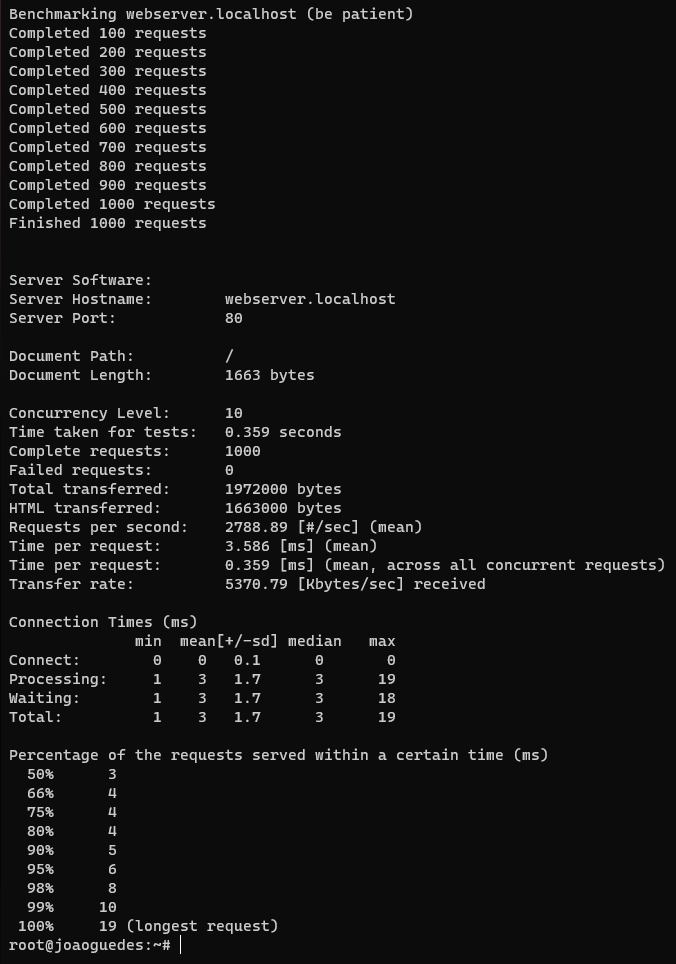 Benchmarking webserver.localhost (be patient)
Completed 100 requests
Completed 200 requests
Completed 300 requests
Completed 400 requests
Completed 500 requests
Completed 600 requests
Completed 700 requests
Completed 800 requests
Completed 900 requests
Completed 1000 requests
Finished 1000 requests


Server Software:
Server Hostname:        webserver.localhost
Server Port:            80

Document Path:          /
Document Length:        1663 bytes

Concurrency Level:      10
Time taken for tests:   0.359 seconds
Complete requests:      1000
Failed requests:        0
Total transferred:      1972000 bytes
HTML transferred:       1663000 bytes
Requests per second:    2788.89 [#/sec] (mean)
Time per request:       3.586 [ms] (mean)
Time per request:       0.359 [ms] (mean, across all concurrent requests)
Transfer rate:          5370.79 [Kbytes/sec] received

Connection Times (ms)
              min  mean[+/-sd] median   max
Connect:        0    0   0.1      0       0
Processing:     1    3   1.7      3      19
Waiting:        1    3   1.7      3      18
Total:          1    3   1.7      3      19

Percentage of the requests served within a certain time (ms)
  50%      3
  66%      4
  75%      4
  80%      4
  90%      5
  95%      6
  98%      8
  99%     10
 100%     19 (longest request)
root@joaoguedes:~#